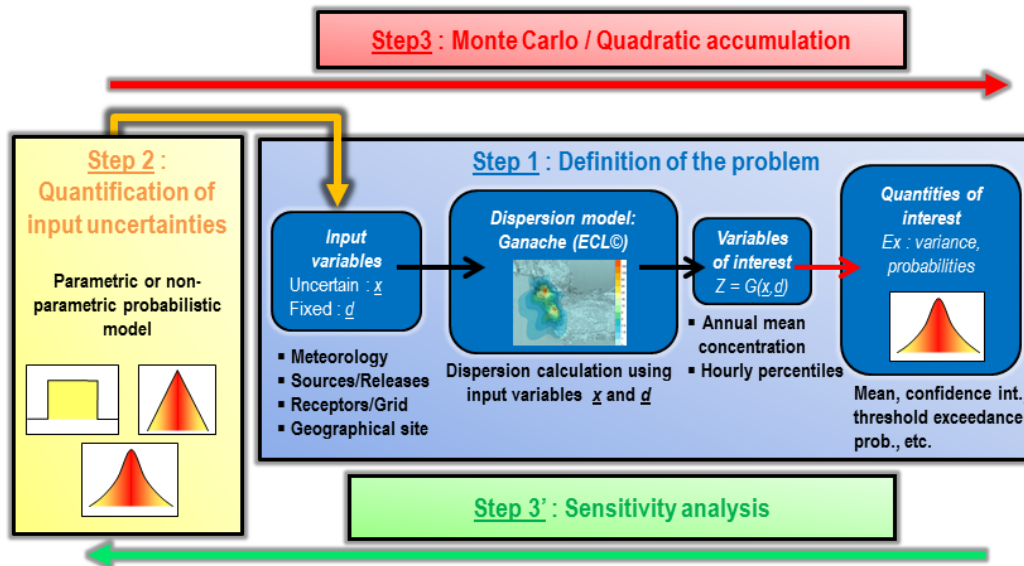 Step3 : Monte Carlo / Quadratic accumulation
Step 2 :
Quantification of
input uncertainties
Parametric or non-
parametric probabilistic
model
Step 1 : Definition of the problem
Input
variables
Uncertain : x
Fixed : d
▪ Meteorology
▪ Sources/Releases
▪ Receptors/Grid
▪ Geographical site
Dispersion model:
Ganache (ECL©)
Dispersion calculation using
input variables x and d
Variables
of interest
Z = G(x,d)
▪ Annual mean
concentration
▪ Hourly percentiles
Quantities of
interest
Ex : variance,
probabilities
Mean, confidence int.
threshold exceedance
prob., etc.
Step 3’ : Sensitivity analysis